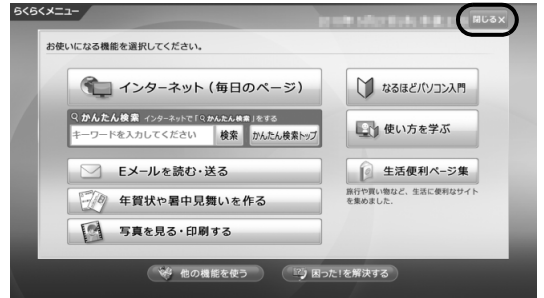 らくらくメニュー
閉じる×
お使いになる機能を選択してください。
インターネット(毎日のページ)
なるほどパソコン入門
かんたん検索 インターネットで「かんたん検索」をする
キーワードを入力してください 検索 かんたん検索トップ
使い方を学ぶ
Eメールを読む・送る
生活便利ページ集
旅行や買い物など、生活に便利なサイト
を集めました。
年賀状や暑中見舞いを作る
写真を見る・印刷する
他の機能を使う 困った!を解決する